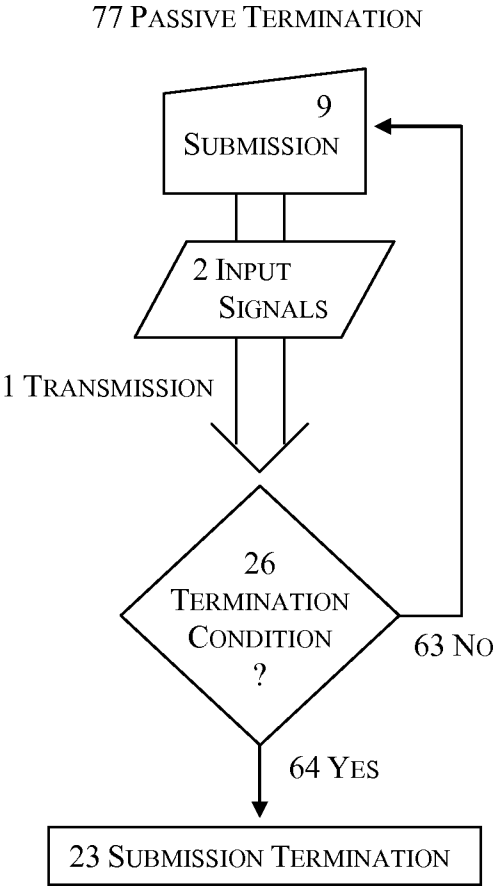 77 PASSIVE TERMINATION
9
SUBMISSION
2 INPUT
SIGNALS
1 TRANSMISSION
26
TERMINATION
CONDITION
?
63 NO
64 YES
23 SUBMISSION TERMINATION